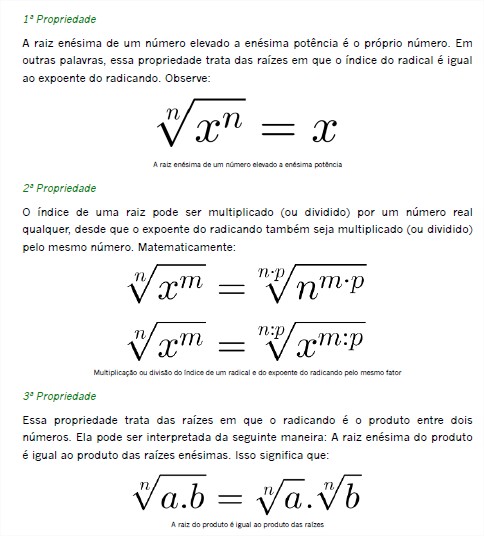 1ª Propriedade
A raiz enésima de um número elevado a enésima potência é o próprio número. Em
outras palavras, essa propriedade trata das raízes em que o índice do radical é igual
ao expoente do radicando. Observe:
\sqrt[n]{x^n} = x
A raiz enésima de um número elevado a enésima potência
2ª Propriedade
O índice de uma raiz pode ser multiplicado (ou dividido) por um número real
qualquer, desde que o expoente do radicando também seja multiplicado (ou dividido)
pelo mesmo número. Matematicamente:
\sqrt[n]{x^m} = \sqrt[n·p]{n^{m·p}}
\sqrt[n]{x^m} = \sqrt[n:p]{x^{m:p}}
Multiplicação ou divisão do índice de um radical e do expoente do radicando pelo mesmo fator
3ª Propriedade
Essa propriedade trata das raízes em que o radicando é o produto entre dois
números. Ela pode ser interpretada da seguinte maneira: A raiz enésima do produto
é igual ao produto das raízes enésimas. Isso significa que:
\sqrt[n]{a.b} = \sqrt[n]{a}.\sqrt[n]{b}
A raiz do produto é igual ao produto das raízes